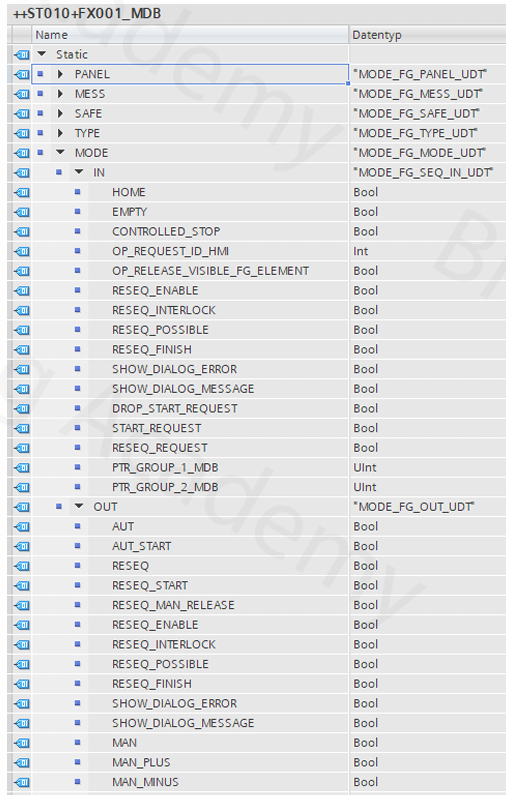 ++ST010+FX001_MDB
Name Datentyp
Static
PANEL "MODE_FG_PANEL_UDT"
MESS "MODE_FG_MESS_UDT"
SAFE "MODE_FG_SAFE_UDT"
TYPE "MODE_FG_TYPE_UDT"
MODE "MODE_FG_MODE_UDT"
IN "MODE_FG_SEQ_IN_UDT"
HOME Bool
EMPTY Bool
CONTROLLED_STOP Bool
OP_REQUEST_ID_HMI Int
OP_RELEASE_VISIBLE_FG_ELEMENT Bool
RESEQ_ENABLE Bool
RESEQ_INTERLOCK Bool
RESEQ_POSSIBLE Bool
RESEQ_FINISH Bool
SHOW_DIALOG_ERROR Bool
SHOW_DIALOG_MESSAGE Bool
DROP_START_REQUEST Bool
START_REQUEST Bool
RESEQ_REQUEST Bool
PTR_GROUP_1_MDB UInt
PTR_GROUP_2_MDB UInt
OUT "MODE_FG_OUT_UDT"
AUT Bool
AUT_START Bool
RESEQ Bool
RESEQ_START Bool
RESEQ_MAN_RELEASE Bool
RESEQ_ENABLE Bool
RESEQ_INTERLOCK Bool
RESEQ_POSSIBLE Bool
RESEQ_FINISH Bool
SHOW_DIALOG_ERROR Bool
SHOW_DIALOG_MESSAGE Bool
MAN Bool
MAN_PLUS Bool
MAN_MINUS Bool